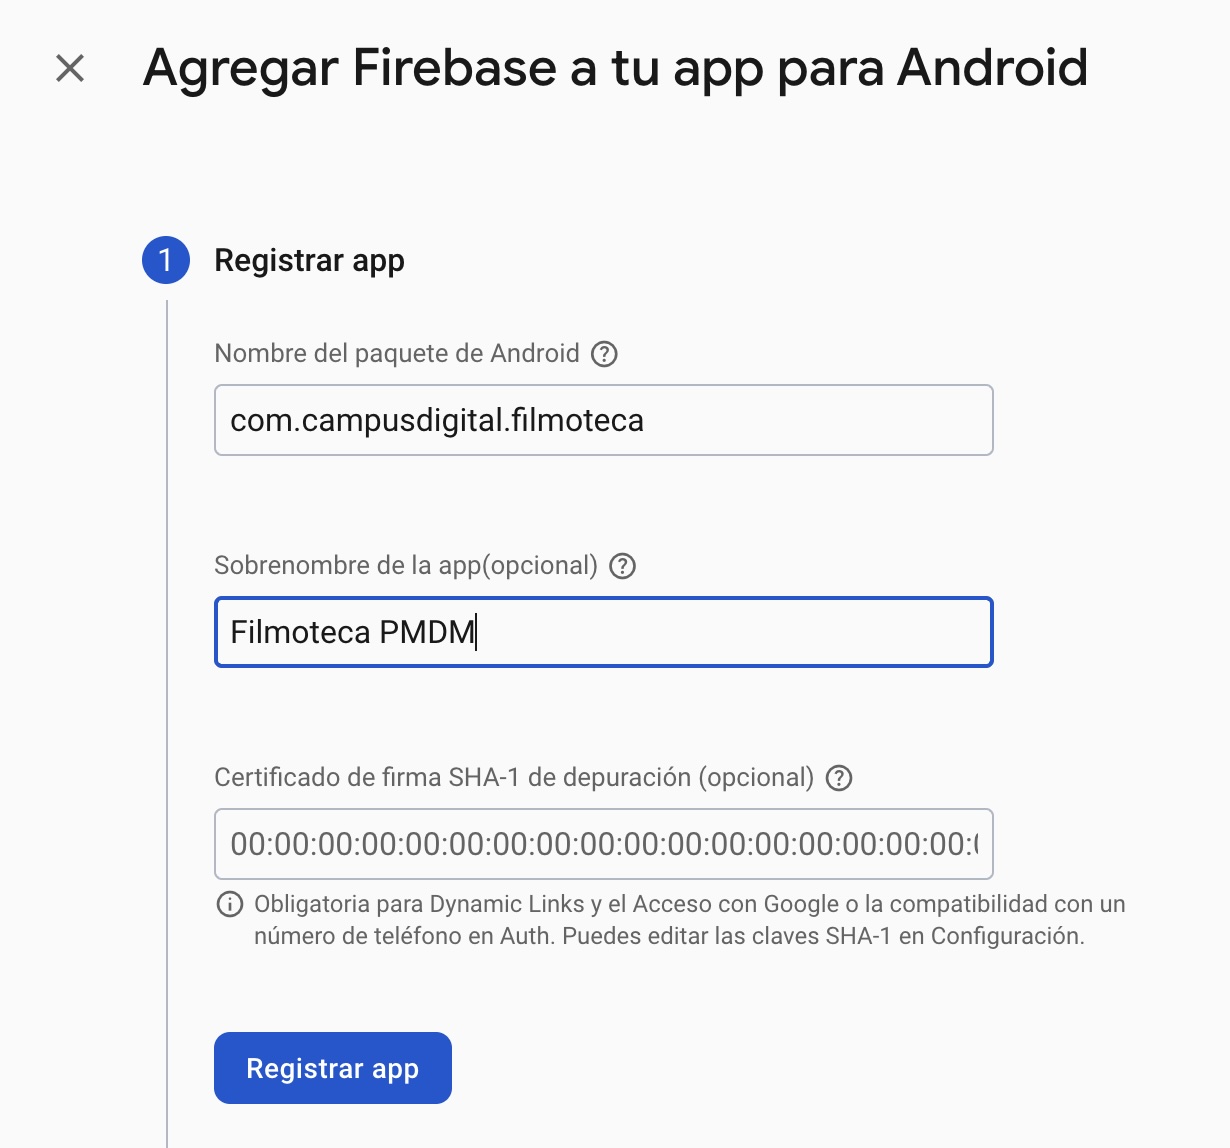 Agregar Firebase a tu app para Android
1 Registrar app
Nombre del paquete de Android ?
com.campusdigital.filmoteca
Sobrenombre de la app(opcional) ?
Filmoteca PMDM
Certificado de firma SHA-1 de depuración (opcional) ?
00:00:00:00:00:00:00:00:00:00:00:00:00:00:00:00:00:
Obligatoria para Dynamic Links y el Acceso con Google o la compatibilidad con un
número de teléfono en Auth. Puedes editar las claves SHA-1 en Configuración.
Registrar app